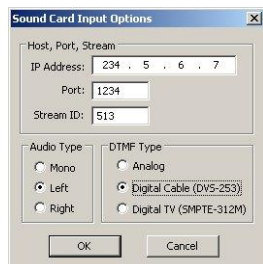 Sound Card Input Options
Host, Port, Stream
IP Address: 234 . 5 . 6 . 7
Port: 1234
Stream ID: 513
Audio Type
Mono
Left
Right
DTMF Type
Analog
Digital Cable (DVS-253)
Digital TV (SMPTE-312M)
OK Cancel